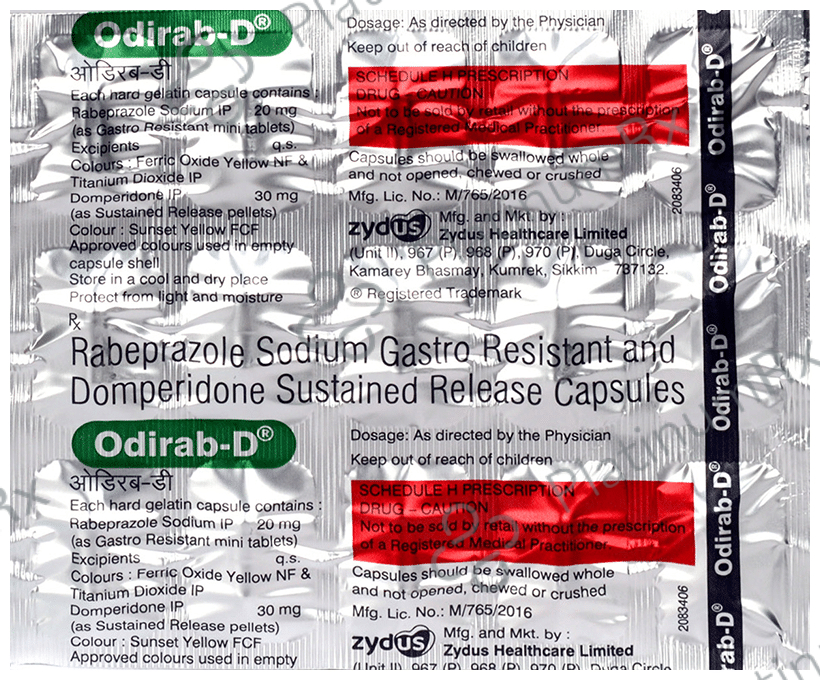 Odirab-D®
ओडिरब-डी
Each hard gelatin capsule contains :
Rabeprazole Sodium IP 20 mg
(as Gastro Resistant mini tablets)
Excipients q.s.
Colours : Ferric Oxide Yellow NF &
Titanium Dioxide IP
Domperidone IP 30 mg
(as Sustained Release pellets)
Colour : Sunset Yellow FCF
Approved colours used in empty
capsule shell
Store in a cool and dry place
Protect from light and moisture
Dosage: As directed by the Physician
Keep out of reach of children
SCHEDULE H PRESCRIPTION
DRUG - CAUTION
Not to be sold by retail without the prescription
of a Registered Medical Practitioner
Capsules should be swallowed whole
and not opened, chewed or crushed
Mfg. Lic. No.: M/765/2016
zydus
Mfg. and Mkt. by :
Zydus Healthcare Limited
(Unit II), 967 (P), 968 (P), 970 (P), Duga Circle,
Kamarey Bhasmay, Kumrek, Sikkim - 737132.
® Registered Trademark
2083406
Rx
Rabeprazole Sodium Gastro Resistant and
Domperidone Sustained Release Capsules
Odirab-D®
ओडिरब-डी
Each hard gelatin capsule contains :
Rabeprazole Sodium IP 20 mg
(as Gastro Resistant mini tablets)
Excipients q.s.
Colours : Ferric Oxide Yellow NF &
Titanium Dioxide IP
Domperidone IP 30 mg
(as Sustained Release pellets)
Colour : Sunset Yellow FCF
Approved colours used in empty
Dosage: As directed by the Physician
Keep out of reach of children
SCHEDULE H PRESCRIPTION
DRUG - CAUTION
Not to be sold by retail without the prescription
of a Registered Medical Practitioner
Capsules should be swallowed whole
and not opened, chewed or crushed
Mfg. Lic. No.: M/765/2016
zydus
Mfg. and Mkt. by :
Zydus Healthcare Limited
(Unit II), 967 (P), 968 (P), 970 (P), Duga Circle
2083406
Odirab-D®
Odirab-D®
Odirab-D®
Odirab-D®
rab-D®
PlatinumRx